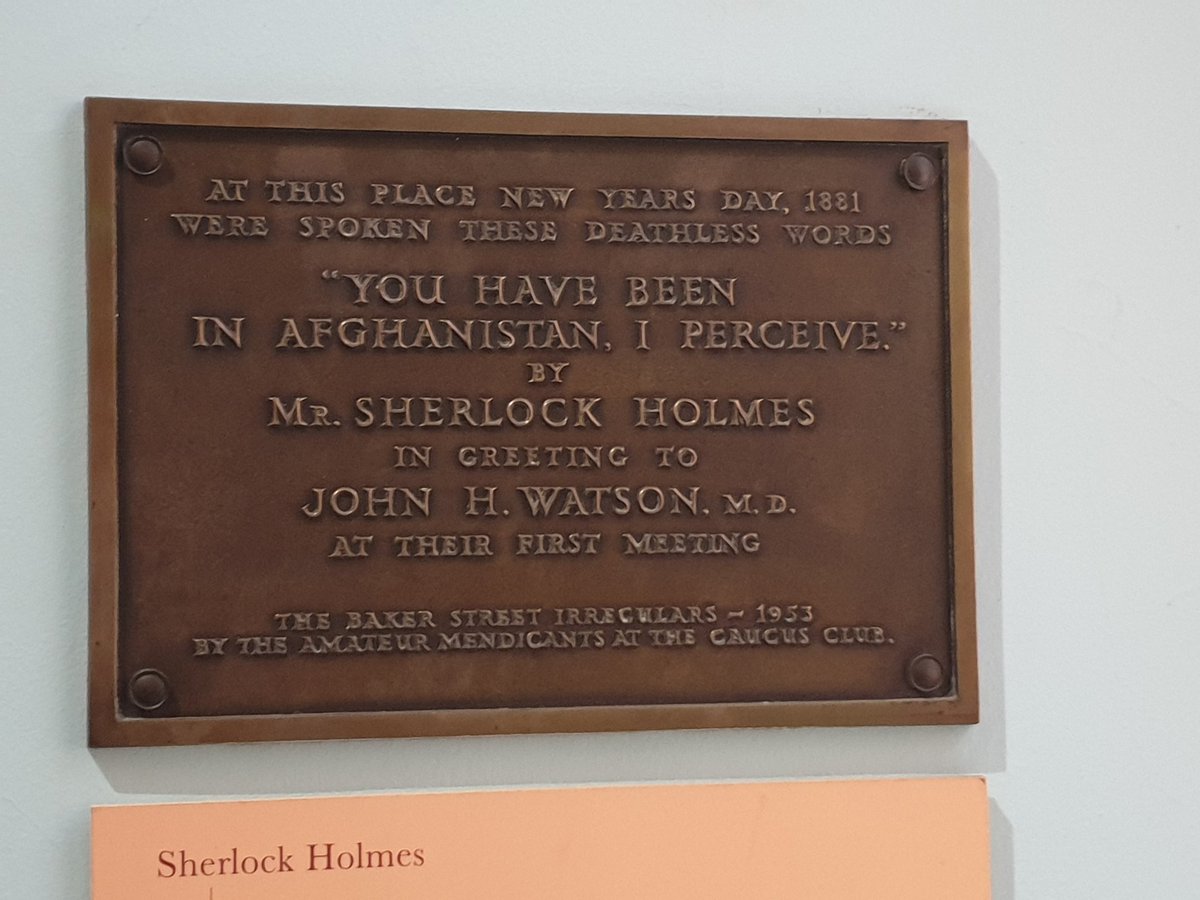 AT THIS PLACE NEW YEARS DAY, 1881
WERE SPOKEN THESE DEATHLESS WORDS
"YOU HAVE BEEN
IN AFGHANISTAN, I PERCEIVE."
BY
MR. SHERLOCK HOLMES
IN GREETING TO
JOHN H. WATSON. M.D.
AT THEIR FIRST MEETING
THE BAKER STREET IRREGULARS – 1953
BY THE AMATEUR MENDICANTS AT THE CAUCUS CLUB.
Sherlock Holmes